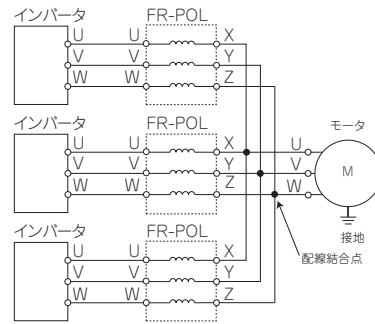 インバータ FR-POL
U U X
V V Y
W W Z
インバータ FR-POL
U U X
V V Y
W W Z
モータ
U
V
W
M
接地
配線結合点
インバータ FR-POL
U U X
V V Y
W W Z